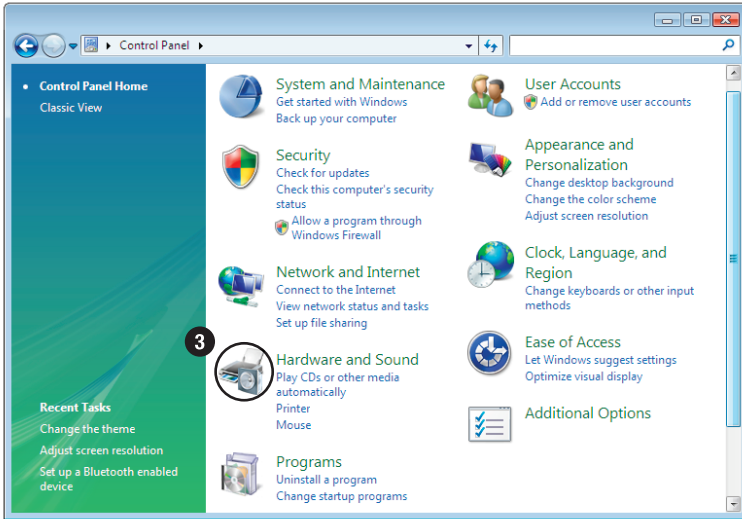 Control Panel
Control Panel Home
Classic View
Recent Tasks
Change the theme
Adjust screen resolution
Set up a Bluetooth enabled
device
System and Maintenance
Get started with Windows
Back up your computer
Security
Check for updates
Check this computer's security
status
Allow a program through
Windows Firewall
Network and Internet
Connect to the Internet
View network status and tasks
Set up file sharing
3
Hardware and Sound
Play CDs or other media
automatically
Printer
Mouse
Programs
Uninstall a program
Change startup programs
User Accounts
Add or remove user accounts
Appearance and
Personalization
Change desktop background
Change the color scheme
Adjust screen resolution
Clock, Language, and
Region
Change keyboards or other input
methods
Ease of Access
Let Windows suggest settings
Optimize visual display
Additional Options